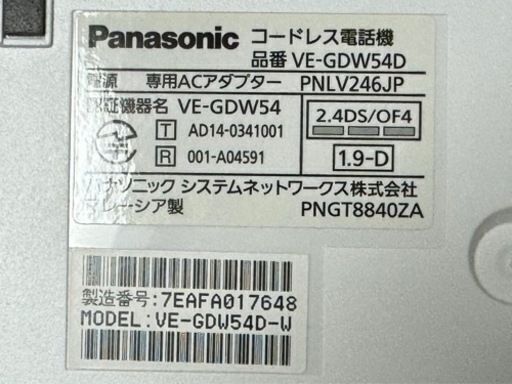 Panasonic コードレス電話機
品番 VE-GDW54D
電源 専用ACアダプター PNLV246JP
認証機器名 VE-GDW54
T AD14-0341001
R 001-A04591
2.4DS/OF4
1.9-D
パナソニック システムネットワークス株式会社
マレーシア製 PNGT8840ZA
製造番号:7EAFA017648
MODEL:VE-GDW54D-W